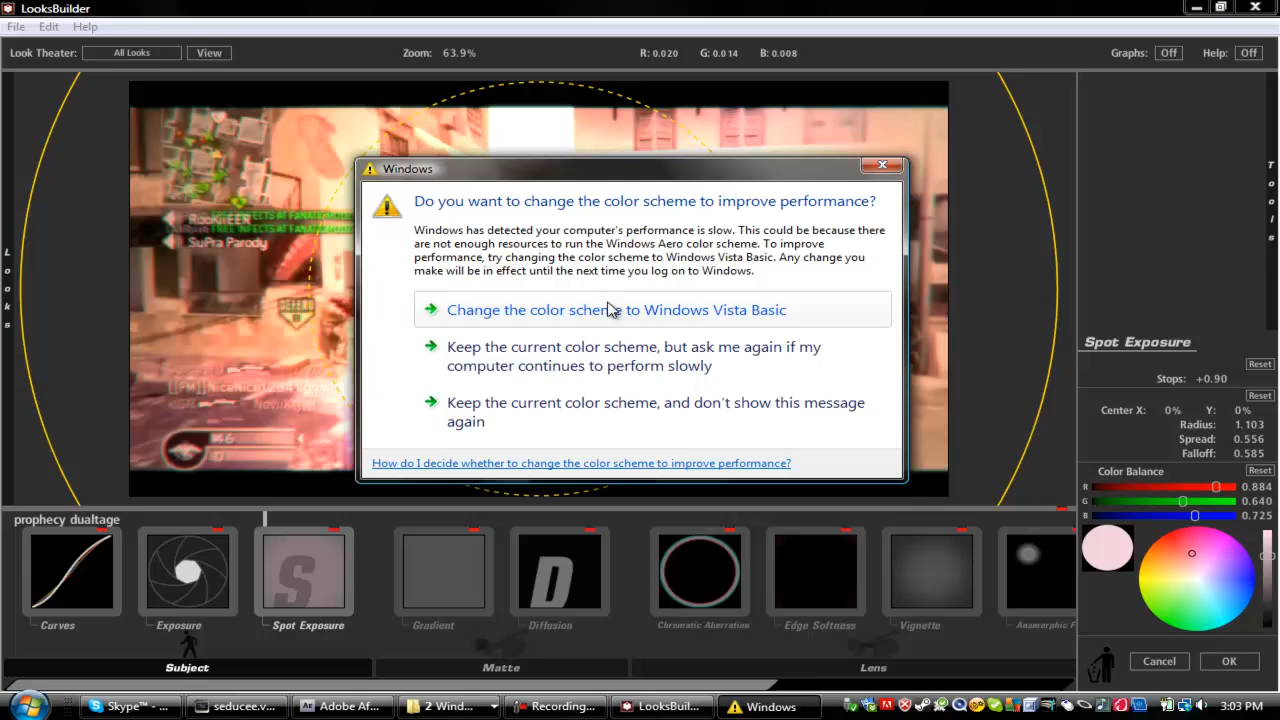 LooksBuilder
File Edit Help
Look Theater: All Looks View Zoom: 63.9% R: 0.020 G: 0.014 B: 0.008 Graphs: Off Help: Off
Looks
Tools
RoOkiEER
SuPra Parody
Windows
Do you want to change the color scheme to improve performance?
Windows has detected your computer's performance is slow. This could be because there
are not enough resources to run the Windows Aero color scheme. To improve
performance, try changing the color scheme to Windows Vista Basic. Any change you
make will be in effect until the next time you log on to Windows.
Change the color scheme to Windows Vista Basic
Keep the current color scheme, but ask me again if my
computer continues to perform slowly
Keep the current color scheme, and don't show this message
again
How do I decide whether to change the color scheme to improve performance?
Spot Exposure
Reset
Stops: +0.90
Reset
Center X: 0% Y: 0%
Radius: 1.103
Spread: 0.556
Falloff: 0.585
Color Balance Reset
R 0.884
G 0.640
B 0.725
prophecy dualtage
S
D
Curves Exposure Spot Exposure Gradient Diffusion Chromatic Aberration Edge Softness Vignette Anamorphic F
Subject Matte Lens
Cancel OK
Skype™ - ... seducee.v... Adobe Af... 2 Wind... Recording... LooksBuil... Windows 3:03 PM